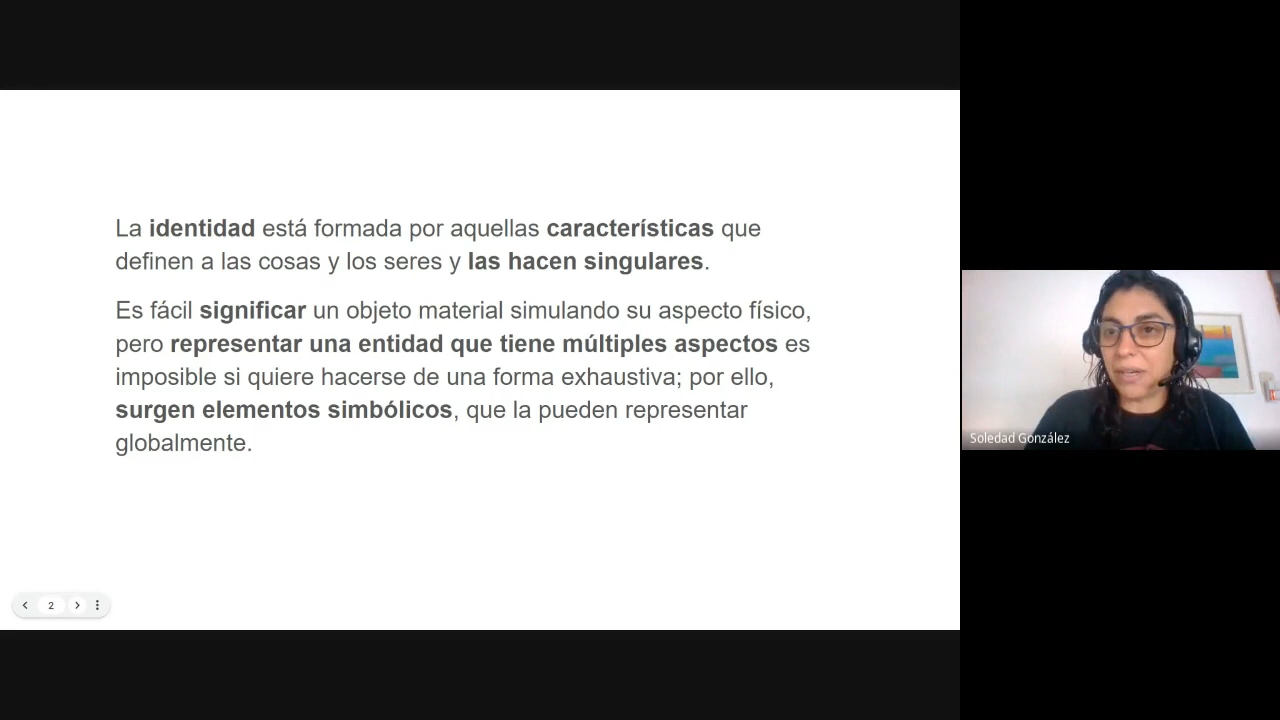 La identidad está formada por aquellas características que
definen a las cosas y los seres y las hacen singulares.
Es fácil significar un objeto material simulando su aspecto físico,
pero representar una entidad que tiene múltiples aspectos es
imposible si quiere hacerse de una forma exhaustiva; por ello,
surgen elementos simbólicos, que la pueden representar
globalmente.
2
Soledad González